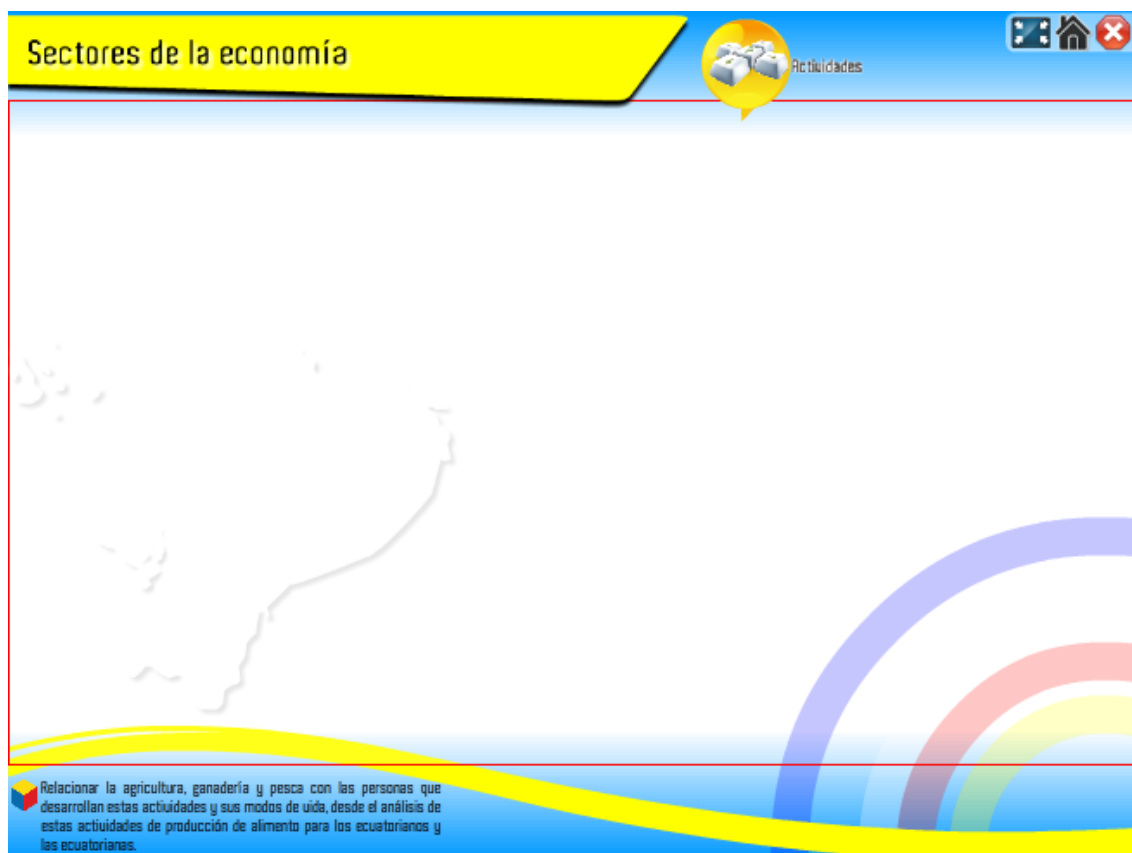 Sectores de la economía
Actividades
Relacionar la agricultura, ganadería y pesca con las personas que
desarrollan estas actividades y sus modos de vida, desde el análisis de
estas actividades de producción de alimento para los ecuatorianos y
las ecuatorianas.